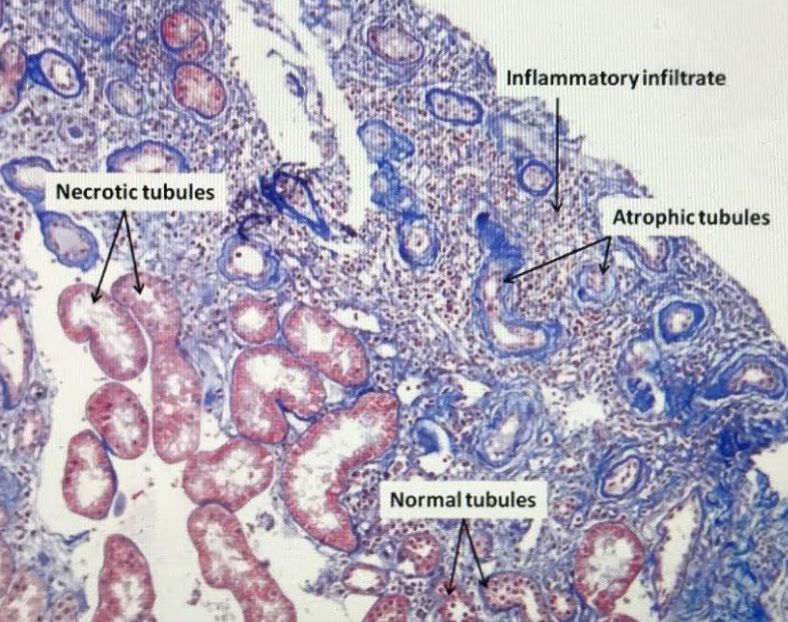 Inflammatory infiltrate
Necrotic tubules
Atrophic tubules
Normal tubules